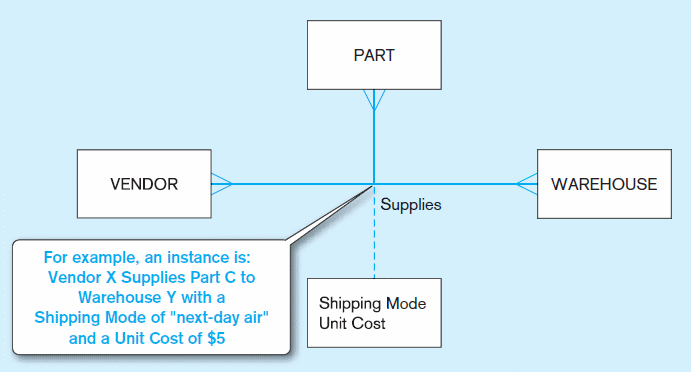 PART
VENDOR
WAREHOUSE
Supplies
For example, an instance is:
Vendor X Supplies Part C to
Warehouse Y with a
Shipping Mode of "next-day air"
and a Unit Cost of $5
Shipping Mode
Unit Cost